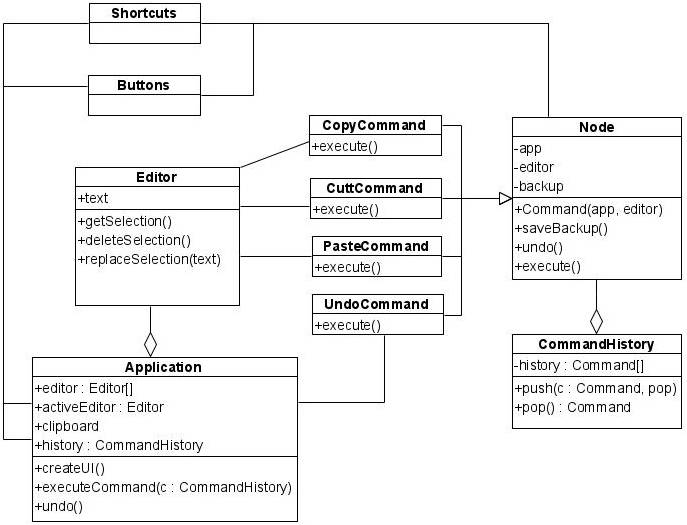 Shortcuts
Buttons
CopyCommand
+execute()
Node
-app
-editor
-backup
+Command(app, editor)
+saveBackup()
+undo()
+execute()
Editor
+text
+getSelection()
+deleteSelection()
+replaceSelection(text)
CuttCommand
+execute()
PasteCommand
+execute()
UndoCommand
+execute()
CommandHistory
-history : Command[]
+push(c : Command, pop)
+pop() : Command
Application
+editor : Editor[]
+activeEditor : Editor
+clipboard
+history : CommandHistory
+createUI()
+executeCommand(c : CommandHistory)
+undo()